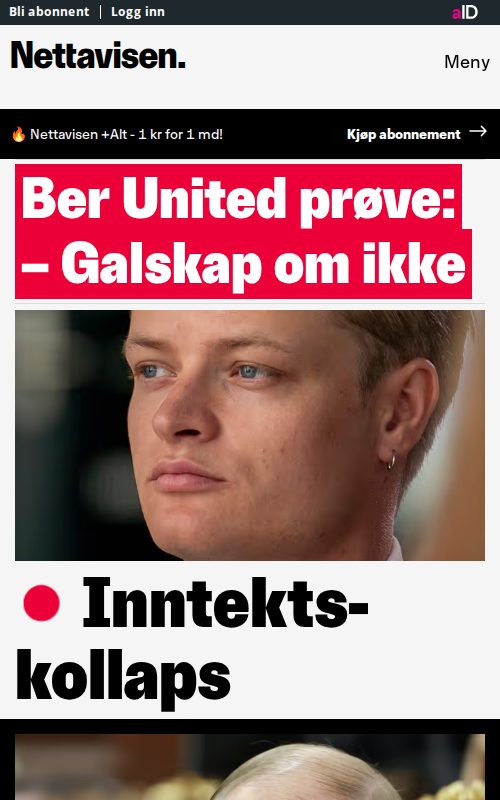 Bli abonnent | Logg inn
aID
Nettavisen.
Meny
🔥 Nettavisen +Alt - 1 kr for 1 md!
Kjøp abonnement →
Ber United prøve:
– Galskap om ikke
Inntekts-
kollaps